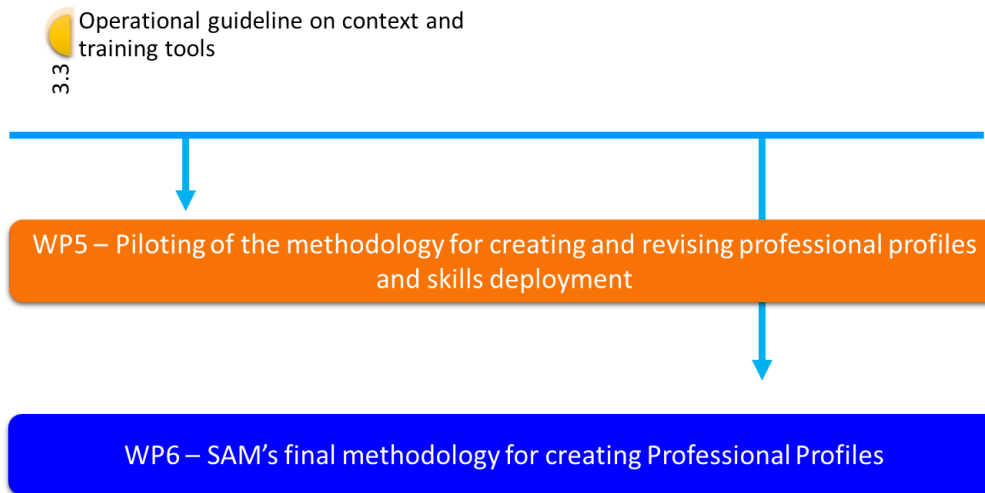 Operational guideline on context and
training tools
3.3
WP5 – Piloting of the methodology for creating and revising professional profiles
and skills deployment
WP6 – SAM’s final methodology for creating Professional Profiles